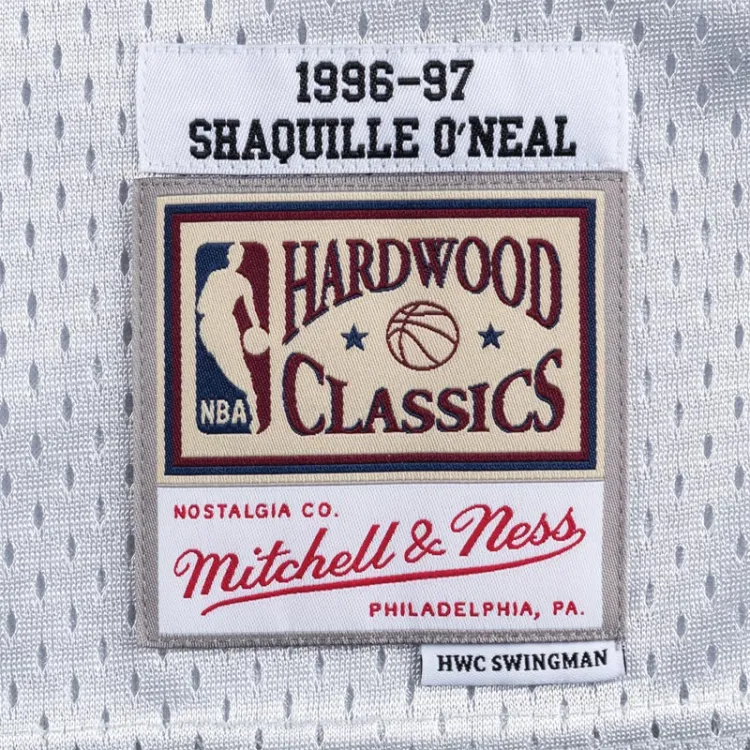 1996-97
SHAQUILLE O'NEAL
HARDWOOD
CLASSICS
NBA
NOSTALGIA CO.
Mitchell & Ness
PHILADELPHIA, PA.
HWC SWINGMAN